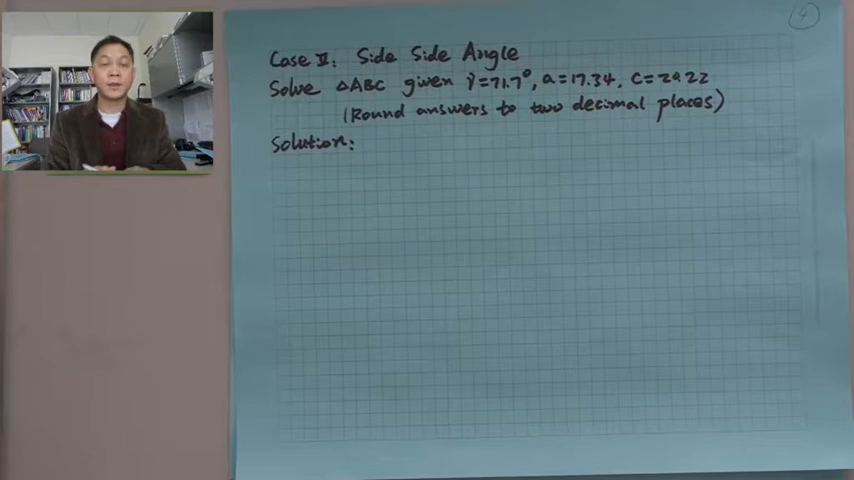 4
Case II: Side Side Angle
Solve △ABC given γ=71.7°, a=17.34, c=29.22
(Round answers to two decimal places)
Solution: